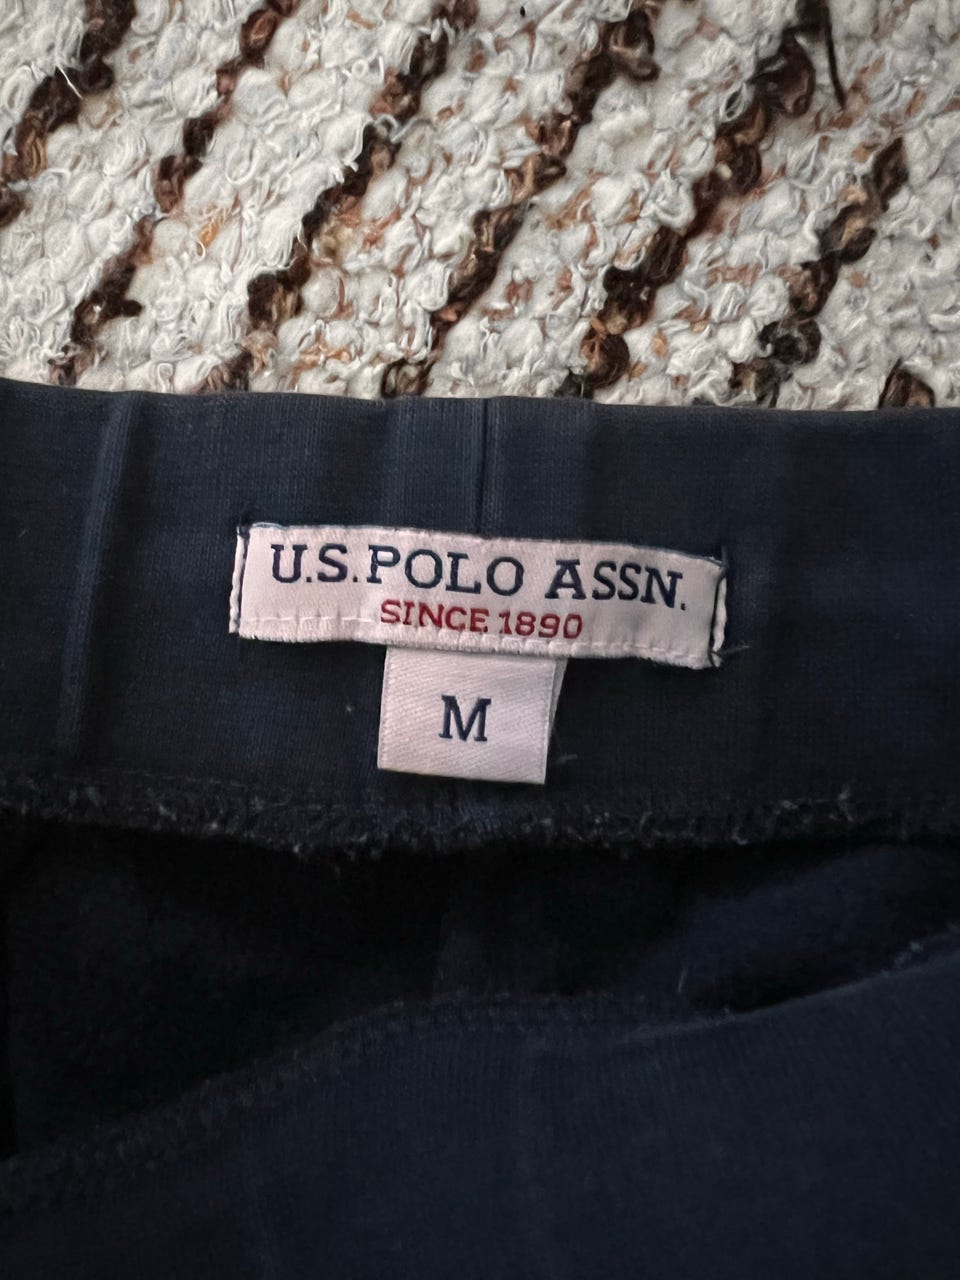 U.S. POLO ASSN.
SINCE 1890
M